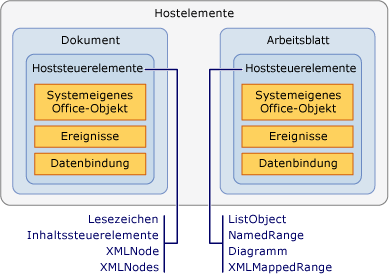 Hostelemente
Dokument
Hoststeuerelemente
Systemeigenes
Office-Objekt
Ereignisse
Datenbindung
Arbeitsblatt
Hoststeuerelemente
Systemeigenes
Office-Objekt
Ereignisse
Datenbindung
Lesezeichen
Inhaltssteuerelemente
XMLNode
XMLNodes
ListObject
NamedRange
Diagramm
XMLMappedRange